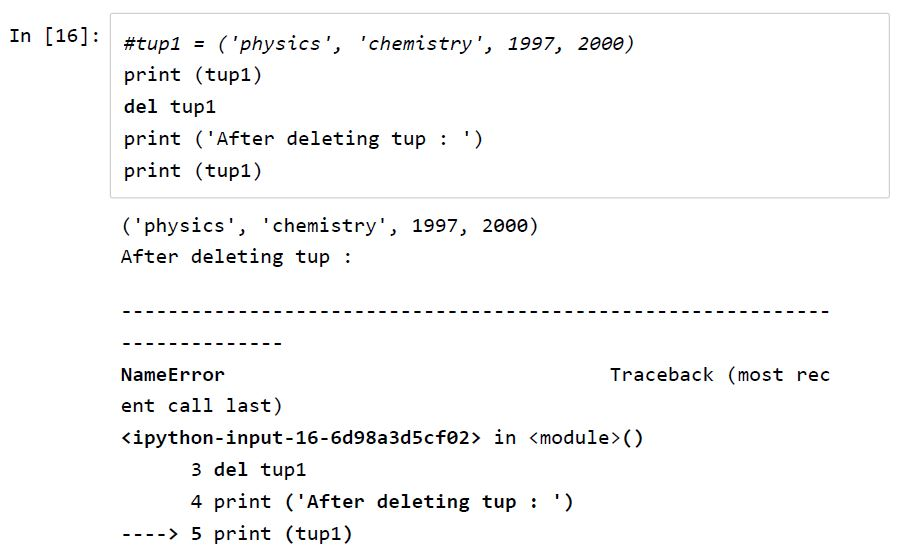 In [16]: #tup1 = ('physics', 'chemistry', 1997, 2000)
print (tup1)
del tup1
print ('After deleting tup : ')
print (tup1)
('physics', 'chemistry', 1997, 2000)
After deleting tup :
-------------------------------------------------------------
--------------
NameError                                 Traceback (most rec
ent call last)
<ipython-input-16-6d98a3d5cf02> in <module>()
      3 del tup1
      4 print ('After deleting tup : ')
----> 5 print (tup1)